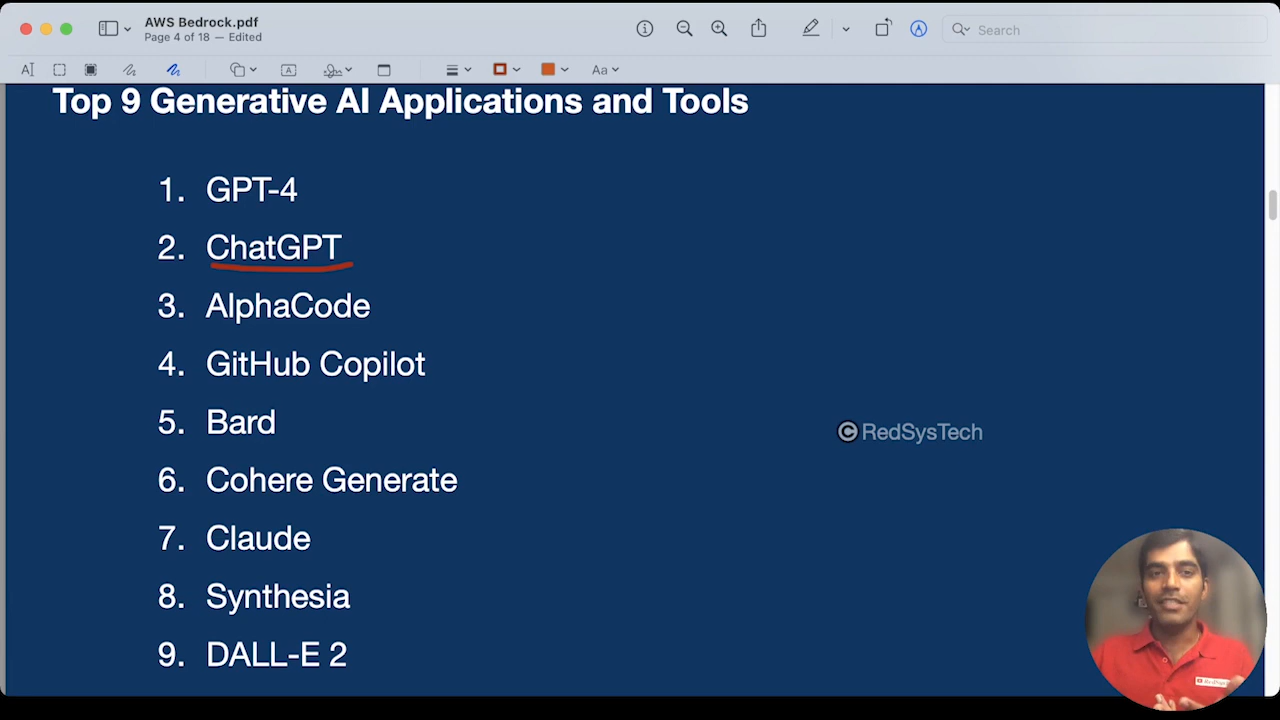 AWS Bedrock.pdf
Page 4 of 18 — Edited
Search
Aa
Top 9 Generative AI Applications and Tools
1. GPT-4
2. ChatGPT
3. AlphaCode
4. GitHub Copilot
5. Bard
© RedSysTech
6. Cohere Generate
7. Claude
8. Synthesia
9. DALL-E 2